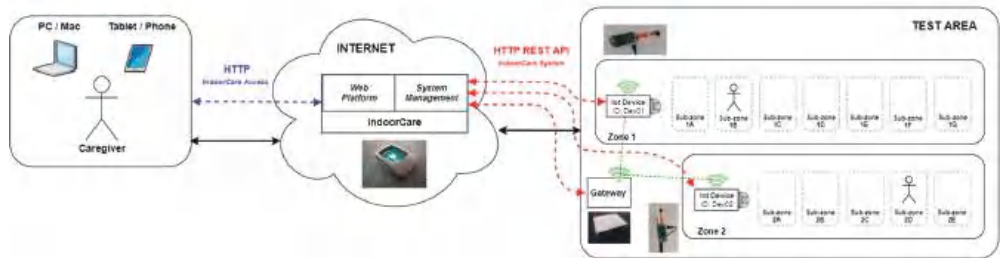 PC / Mac
Tablet / Phone
Caregiver
HTTP
IndoorCare Access
INTERNET
Web
Platform
System
Management
IndoorCare
HTTP REST API
IndoorCare System
TEST AREA
Iot Device
ID: Dev01
Zone 1
Sub-zone
1A
Sub-zone
1B
Sub-zone
1C
Sub-zone
Sub-zone
1E
Sub-zone
1F
Sub-zone
1G
Gateway
Iot Device
ID: Dev02
Zone 2
Sub-zone
2A
Sub-zone
2B
Sub-zone
2C
Sub-zone
2D
Sub-zone
2E